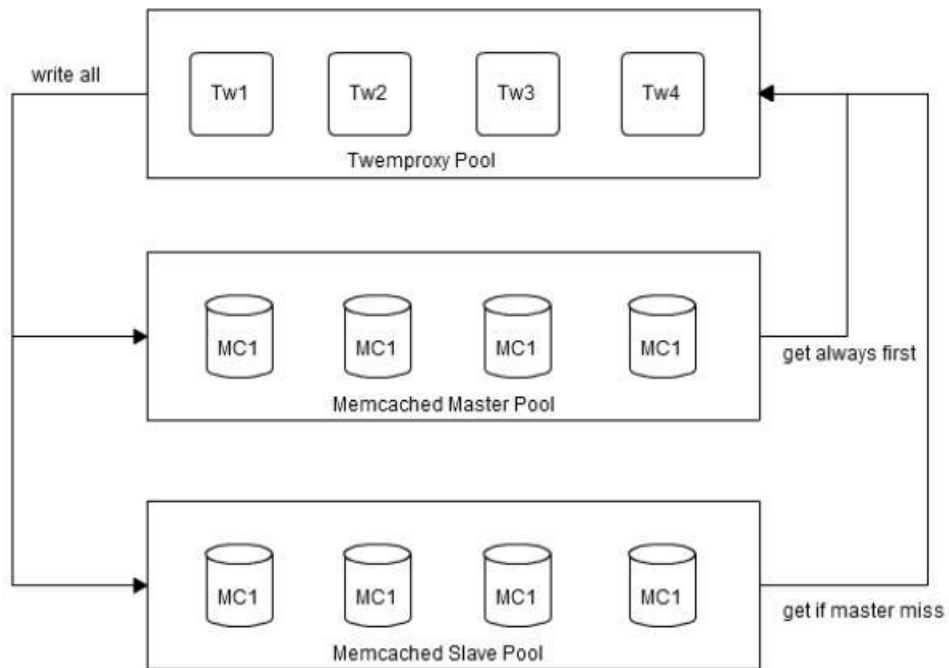 write all
Tw1
Tw2
Tw3
Tw4
Twemproxy Pool
MC1
MC1
MC1
MC1
Memcached Master Pool
get always first
MC1
MC1
MC1
MC1
Memcached Slave Pool
get if master miss